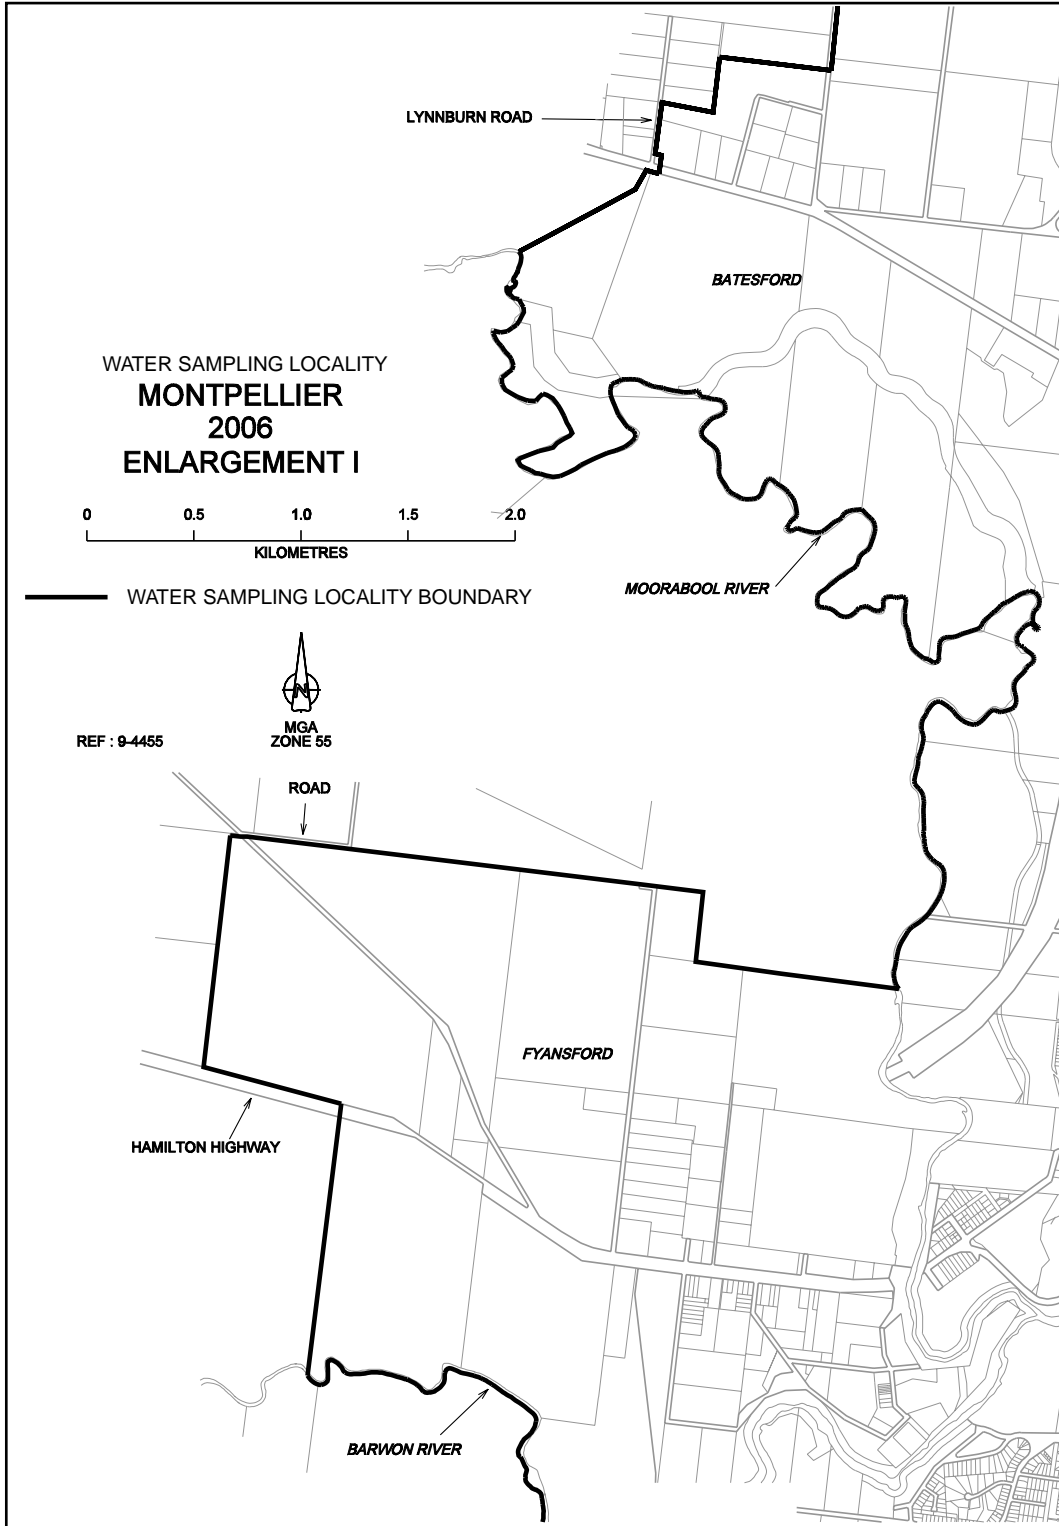 LYNNBURN ROAD
BATESFORD
WATER SAMPLING LOCALITY
MONTPELLIER
2006
ENLARGEMENT I
0 0.5 1.0 1.5 2.0
KILOMETRES
MOORABOOL RIVER
WATER SAMPLING LOCALITY BOUNDARY
N
MGA
ZONE 55
REF : 9-4455
ROAD
FYANSFORD
HAMILTON HIGHWAY
BARWON RIVER